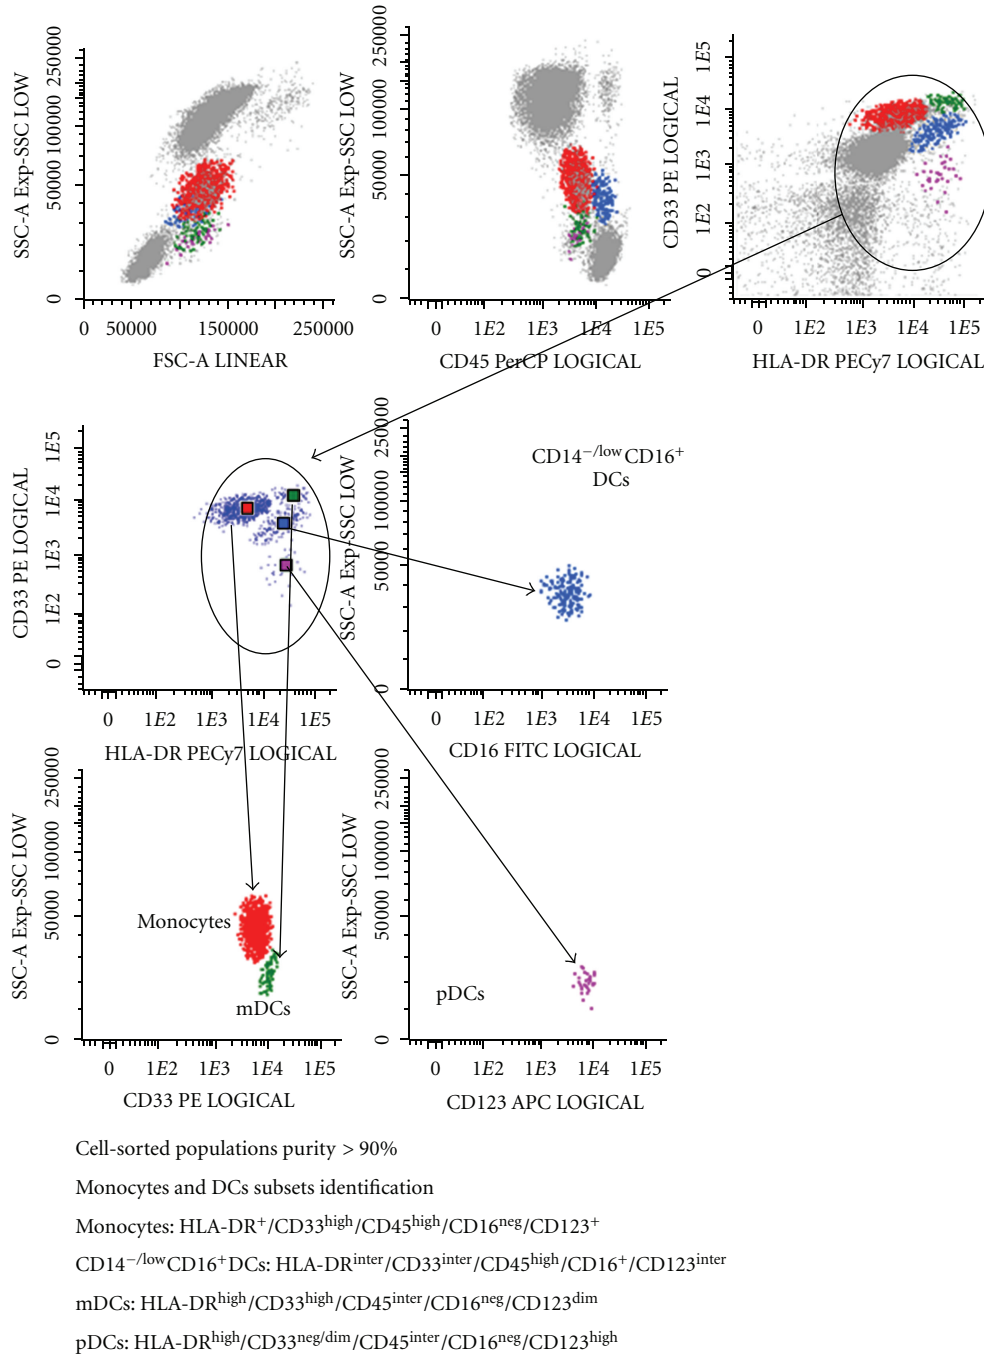 SSC-A Exp-SSC LOW
250000
100000
50000
0
0 50000 150000 250000
FSC-A LINEAR
SSC-A Exp-SSC LOW
250000
100000
50000
0
1E2 1E3 1E4 1E5
CD45 PerCP LOGICAL
CD33 PE LOGICAL
1E5
1E4
1E3
1E2
0
0 1E2 1E3 1E4 1E5
HLA-DR PECy7 LOGICAL
CD33 PE LOGICAL
1E5
1E4
1E3
1E2
0
0 1E2 1E3 1E4 1E5
HLA-DR PECy7 LOGICAL
SSC-A Exp-SSC LOW
250000
100000
50000
0
CD14−/lowCD16+
DCs
0 1E2 1E3 1E4 1E5
CD16 FITC LOGICAL
SSC-A Exp-SSC LOW
250000
100000
50000
0
Monocytes
mDCs
0 1E2 1E3 1E4 1E5
CD33 PE LOGICAL
SSC-A Exp-SSC LOW
250000
100000
50000
0
pDCs
0 1E2 1E3 1E4 1E5
CD123 APC LOGICAL
Cell-sorted populations purity > 90%
Monocytes and DCs subsets identification
Monocytes: HLA-DR+/CD33high/CD45high/CD16neg/CD123+
CD14−/lowCD16+DCs: HLA-DRinter/CD33inter/CD45high/CD16+/CD123inter
mDCs: HLA-DRhigh/CD33high/CD45inter/CD16neg/CD123dim
pDCs: HLA-DRhigh/CD33neg/dim/CD45inter/CD16neg/CD123high